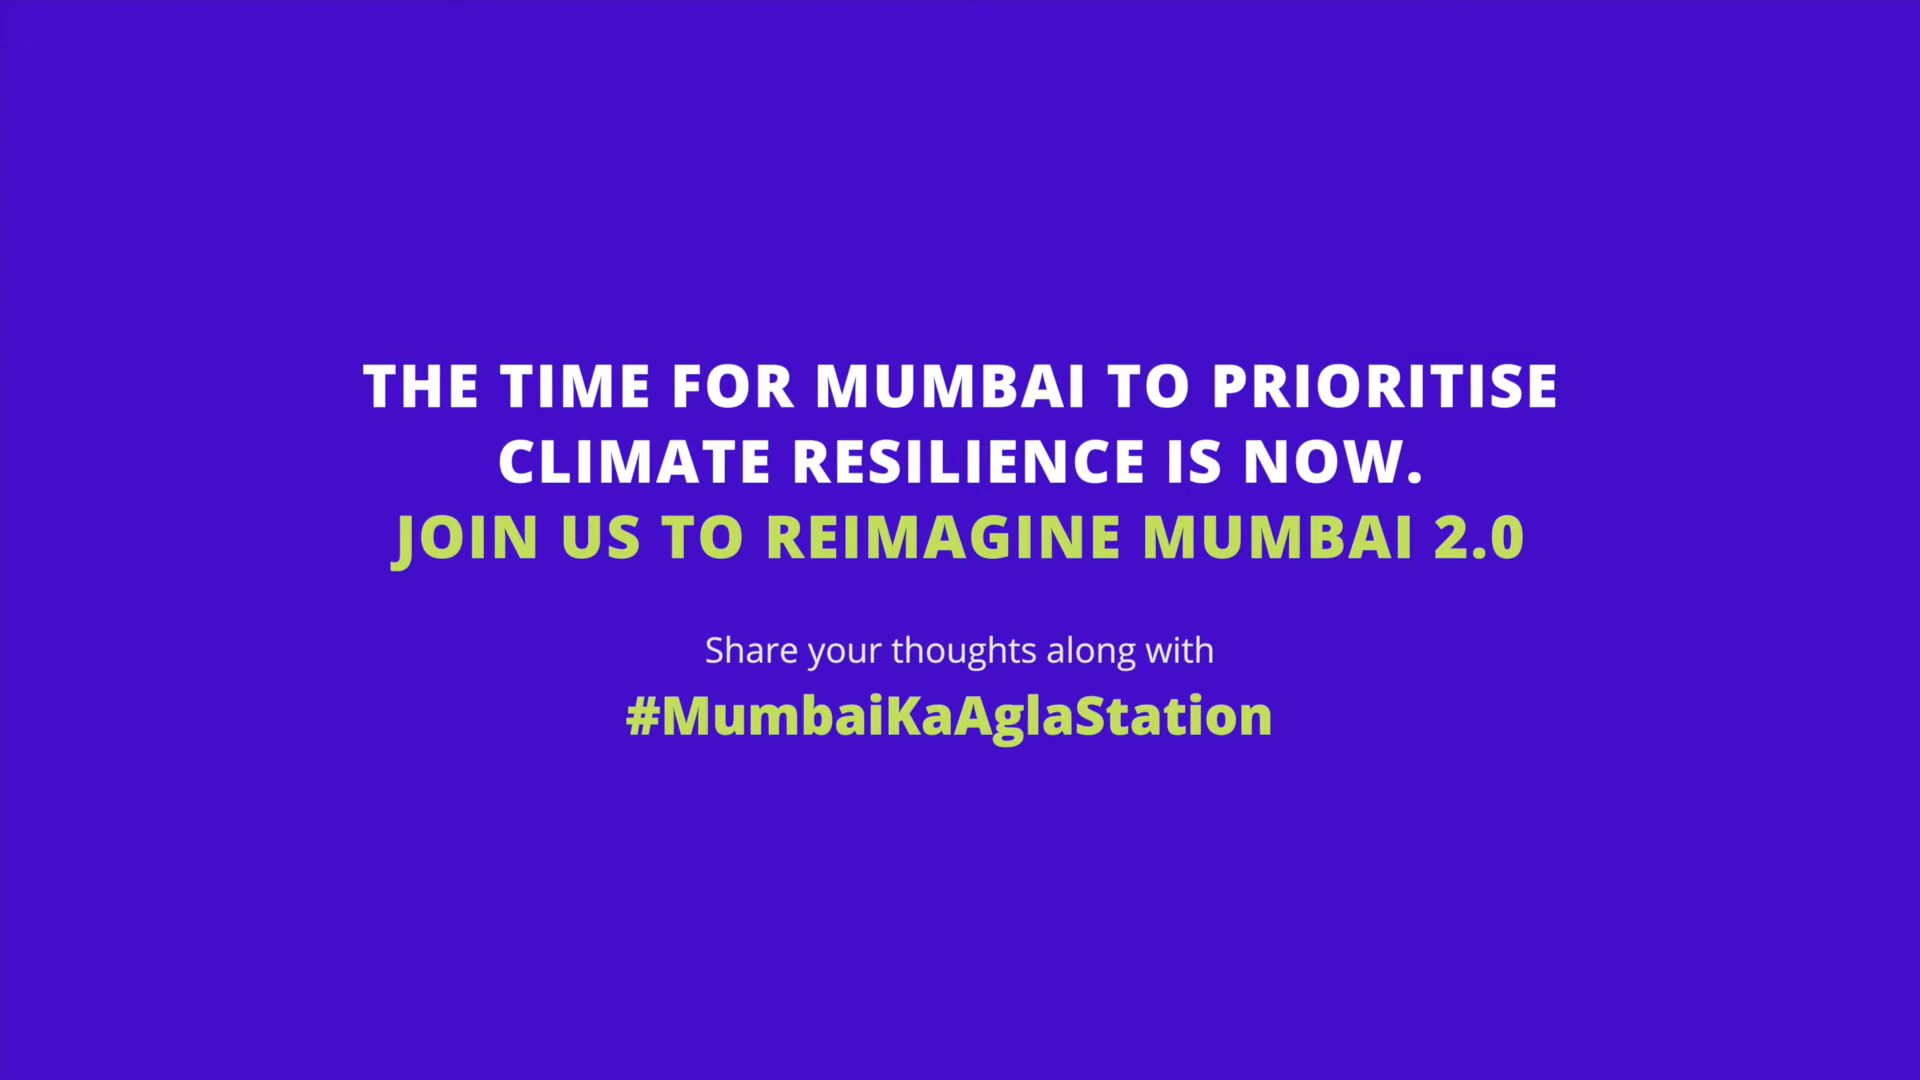 THE TIME FOR MUMBAI TO PRIORITISE
CLIMATE RESILIENCE IS NOW.
JOIN US TO REIMAGINE MUMBAI 2.0
Share your thoughts along with
#MumbaiKaAglaStation